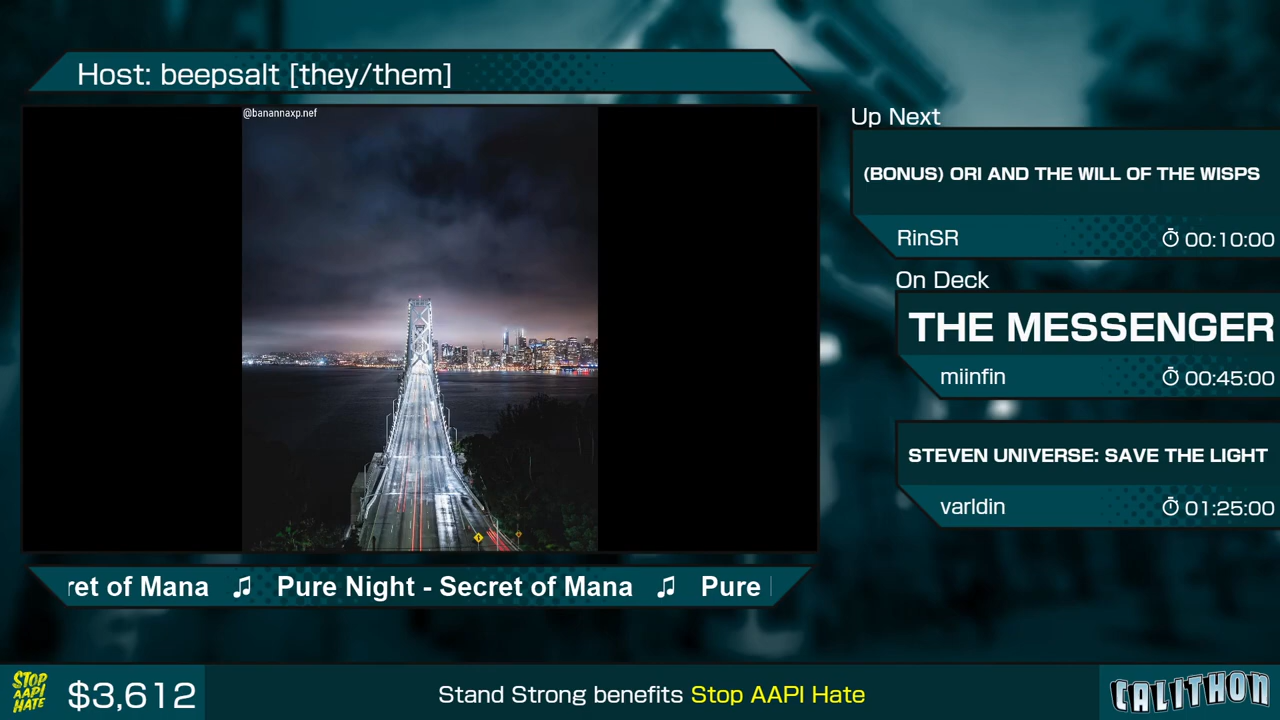 Host: beepsalt [they/them]
@banannaxp.nef
Up Next
(BONUS) ORI AND THE WILL OF THE WISPS
RinSR
00:10:00
On Deck
THE MESSENGER
miinfin
00:45:00
STEVEN UNIVERSE: SAVE THE LIGHT
varldin
01:25:00
ret of Mana ♫ Pure Night - Secret of Mana ♫ Pure
STOP
AAPI
HATE
$3,612
Stand Strong benefits Stop AAPI Hate
CALITHON